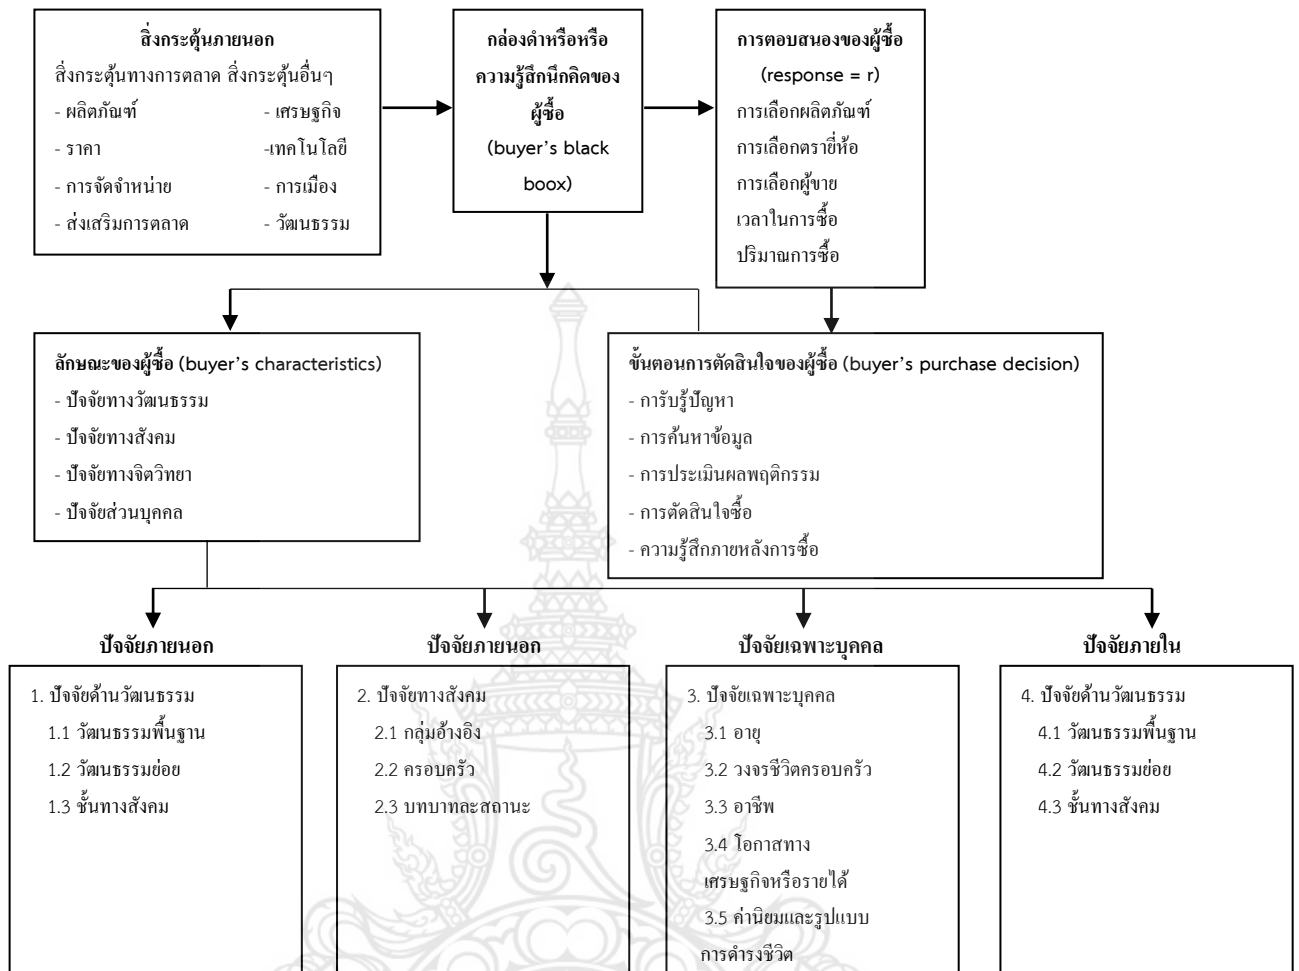 สิ่งกระตุ้นภายนอก
สิ่งกระตุ้นทางการตลาด สิ่งกระตุ้นอื่นๆ
- ผลิตภัณฑ์ - เศรษฐกิจ
- ราคา -เทคโนโลยี
- การจัดจำหน่าย - การเมือง
- ส่งเสริมการตลาด - วัฒนธรรม
กล่องดำหรือหรือ
ความรู้สึกนึกคิดของ
ผู้ซื้อ
(buyer's black
boox)
การตอบสนองของผู้ซื้อ
(response = r)
การเลือกผลิตภัณฑ์
การเลือกตรายี่ห้อ
การเลือกผู้ขาย
เวลาในการซื้อ
ปริมาณการซื้อ
ลักษณะของผู้ซื้อ (buyer's characteristics)
- ปัจจัยทางวัฒนธรรม
- ปัจจัยทางสังคม
- ปัจจัยทางจิตวิทยา
- ปัจจัยส่วนบุคคล
ขั้นตอนการตัดสินใจของผู้ซื้อ (buyer's purchase decision)
- การับรู้ปัญหา
- การค้นหาข้อมูล
- การประเมินผลพฤติกรรม
- การตัดสินใจซื้อ
- ความรู้สึกภายหลังการซื้อ
ปัจจัยภายนอก
1. ปัจจัยด้านวัฒนธรรม
1.1 วัฒนธรรมพื้นฐาน
1.2 วัฒนธรรมย่อย
1.3 ชั้นทางสังคม
ปัจจัยภายนอก
2. ปัจจัยทางสังคม
2.1 กลุ่มอ้างอิง
2.2 ครอบครัว
2.3 บทบาทละสถานะ
ปัจจัยเฉพาะบุคคล
3. ปัจจัยเฉพาะบุคคล
3.1 อายุ
3.2 วงจรชีวิตครอบครัว
3.3 อาชีพ
3.4 โอกาสทาง
เศรษฐกิจหรือรายได้
3.5 ค่านิยมและรูปแบบ
การดำรงชีวิต
ปัจจัยภายใน
4. ปัจจัยด้านวัฒนธรรม
4.1 วัฒนธรรมพื้นฐาน
4.2 วัฒนธรรมย่อย
4.3 ชั้นทางสังคม